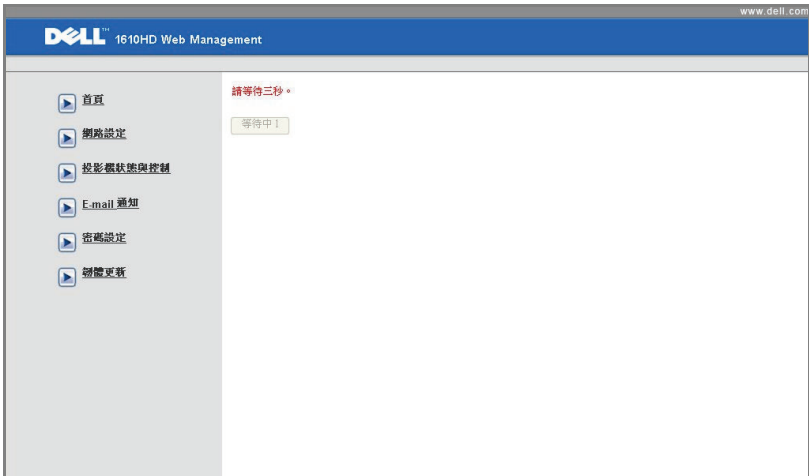 www.dell.com
DELL™ 1610HD Web Management
首頁
網路設定
投影機狀態與控制
E-mail 通知
密碼設定
韌體更新
請等待三秒。
等待中！